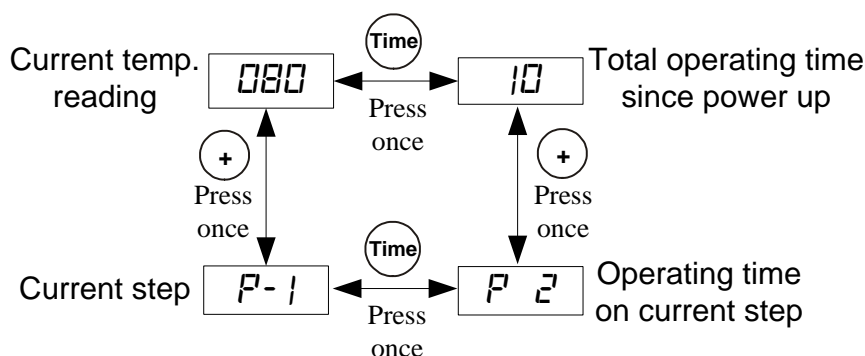 Time
Current temp.
reading
080
Press
once
10
Total operating time
since power up
+
Press
once
+
Press
once
Time
Current step
P-1
Press
once
P 2
Operating time
on current step